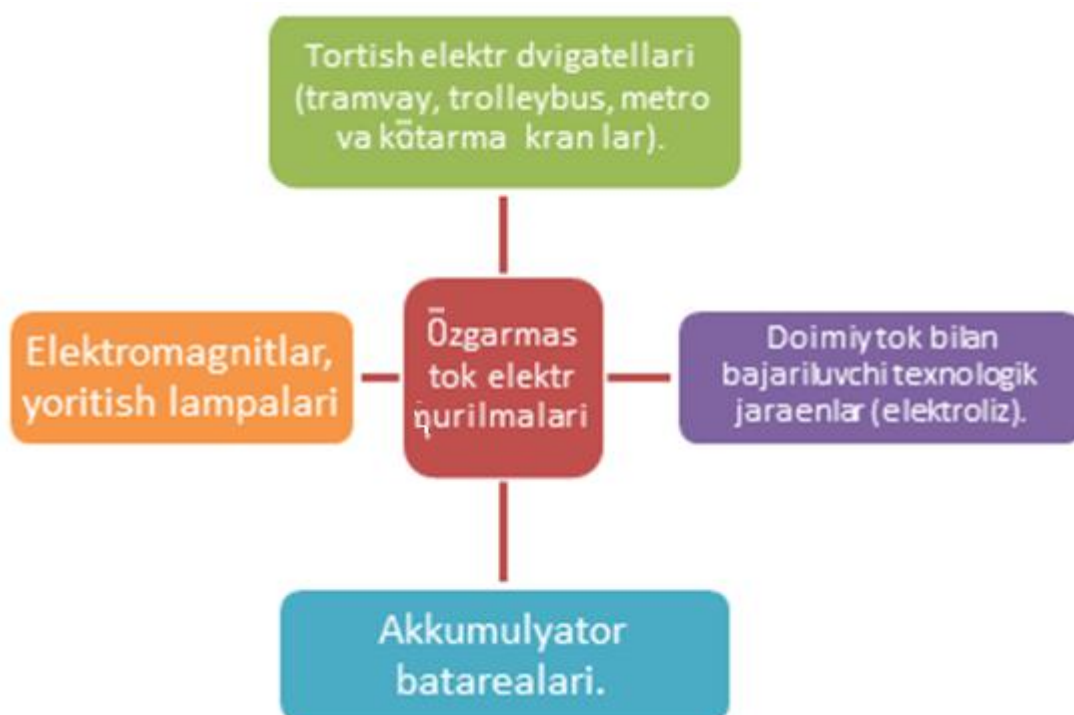 Tortish elektr dvigatellari
(tramvay, trolleybus, metro
va kōtarma kran lar).
Elektromagnitlar,
yoritish lampalari
Ōzgarmas
tok elektr
qurilmalari
Doimiy tok bilan
bajariluvchi texnologik
jaraenlar (elektroliz).
Akkumulyator
batarealari.